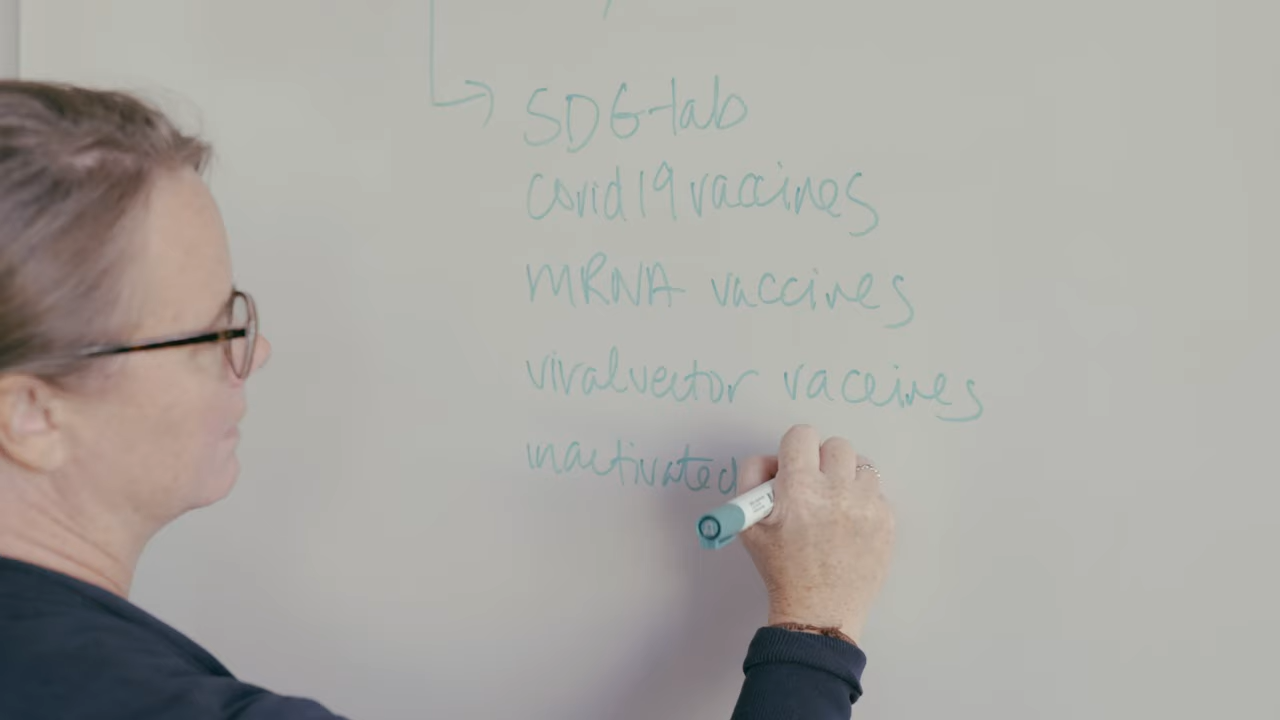 SDG-lab
covid19 vaccines
mRNA vaccines
viralvector vaccines
inactivated